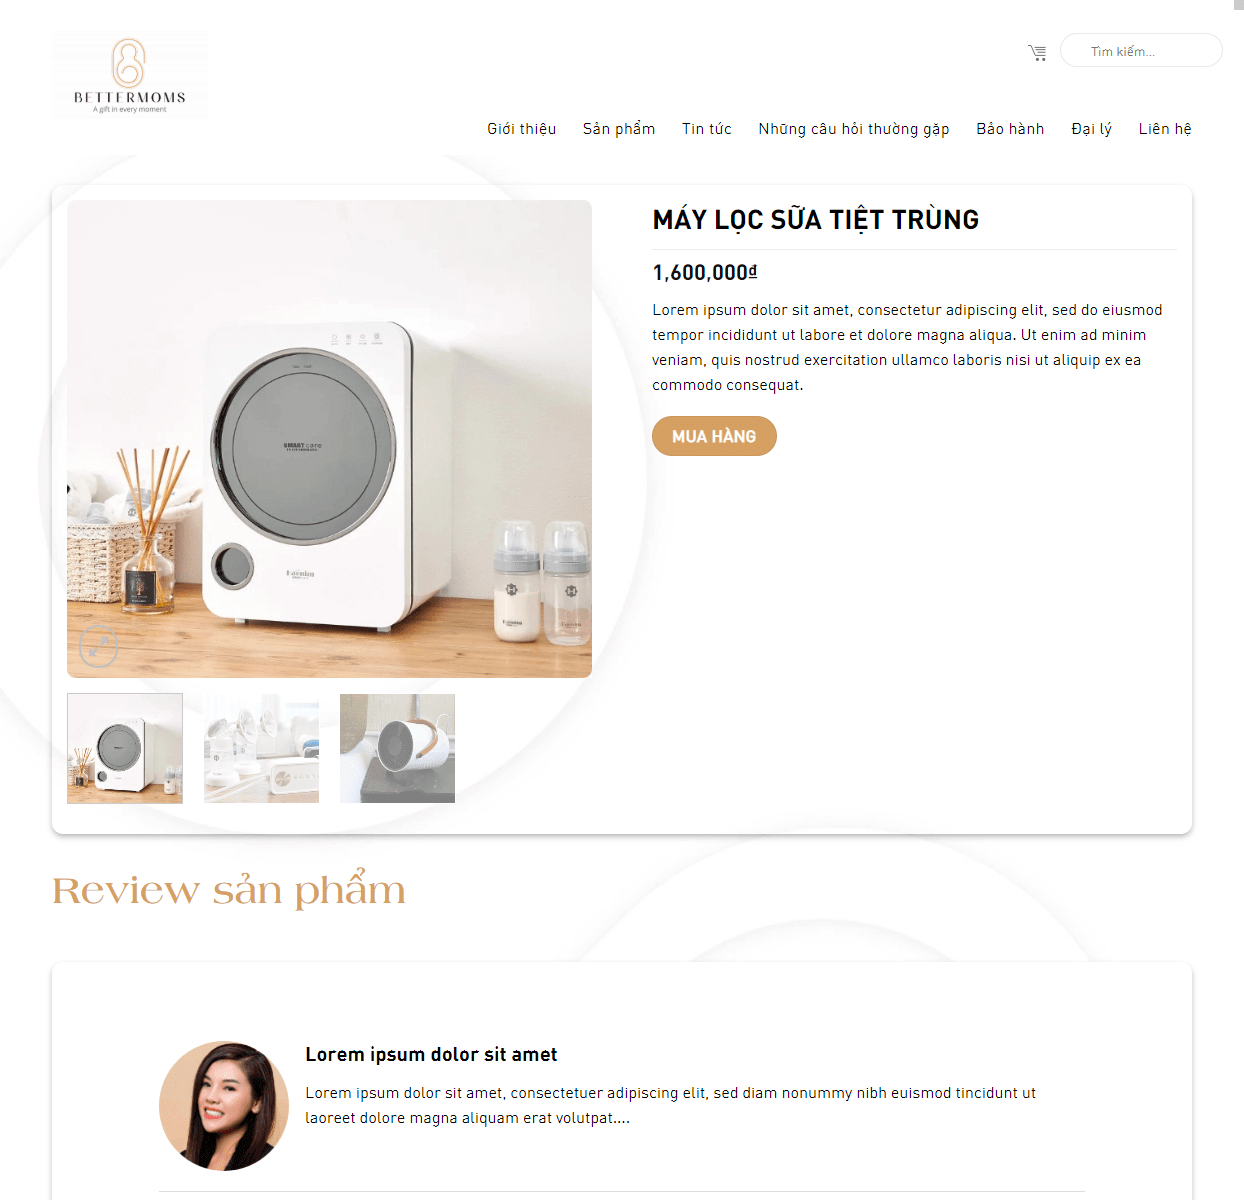 BETTERMOMS
A gift in every moment
Tìm kiếm...
Giới thiệu Sản phẩm Tin tức Những câu hỏi thường gặp Bảo hành Đại lý Liên hệ
MÁY LỌC SỮA TIỆT TRÙNG
1,600,000₫
Lorem ipsum dolor sit amet, consectetur adipiscing elit, sed do eiusmod
tempor incididunt ut labore et dolore magna aliqua. Ut enim ad minim
veniam, quis nostrud exercitation ullamco laboris nisi ut aliquip ex ea
commodo consequat.
MUA HÀNG
SMART care
Review sản phẩm
Lorem ipsum dolor sit amet
Lorem ipsum dolor sit amet, consectetuer adipiscing elit, sed diam nonummy nibh euismod tincidunt ut
laoreet dolore magna aliquam erat volutpat....